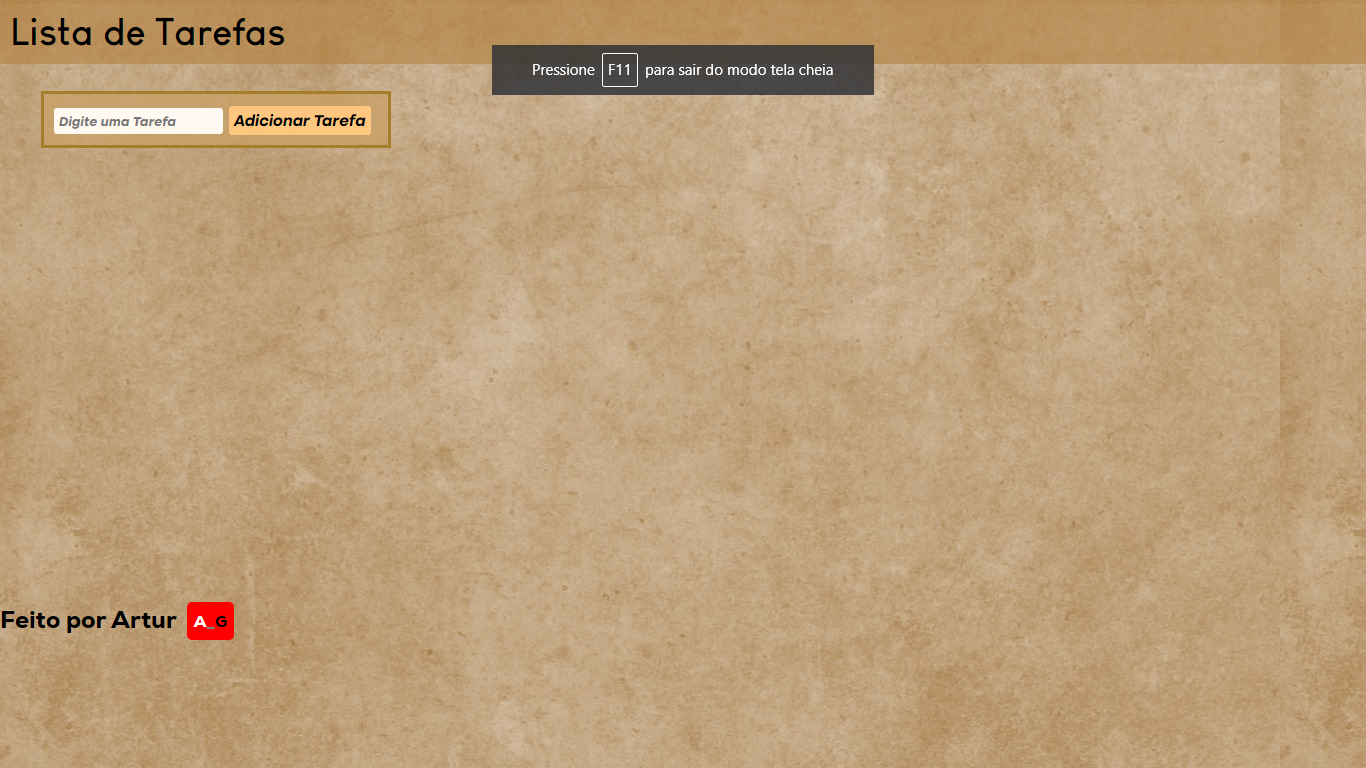 Lista de Tarefas
Pressione F11 para sair do modo tela cheia
Digite uma Tarefa Adicionar Tarefa
Feito por Artur A_G